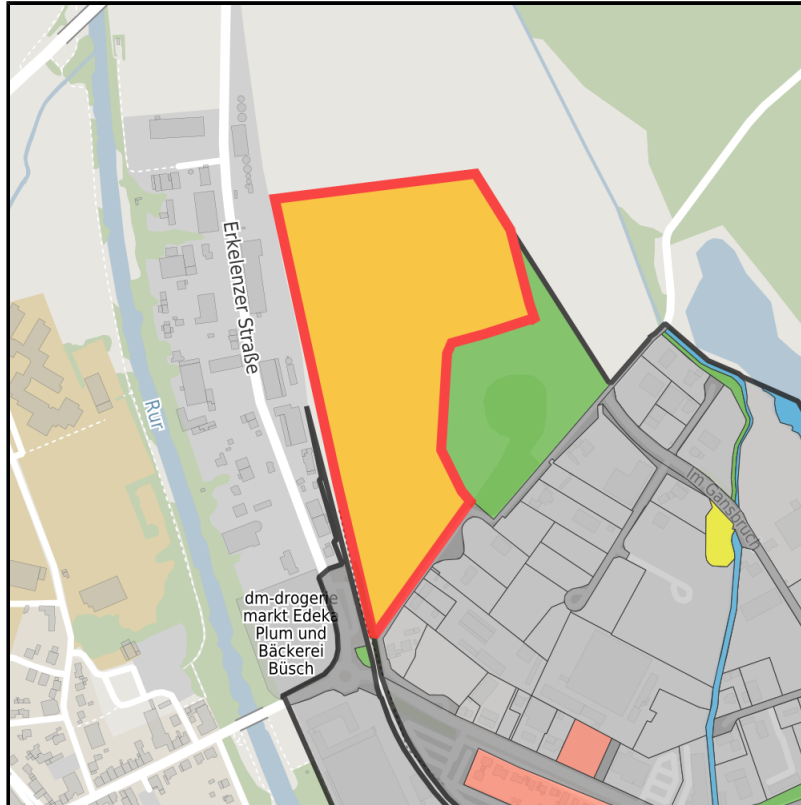 Erkelenzer Straße
Rur
Im Gansbruch
dm-drogerie
markt Edeka
Plum und
Bäckerei
Büsch